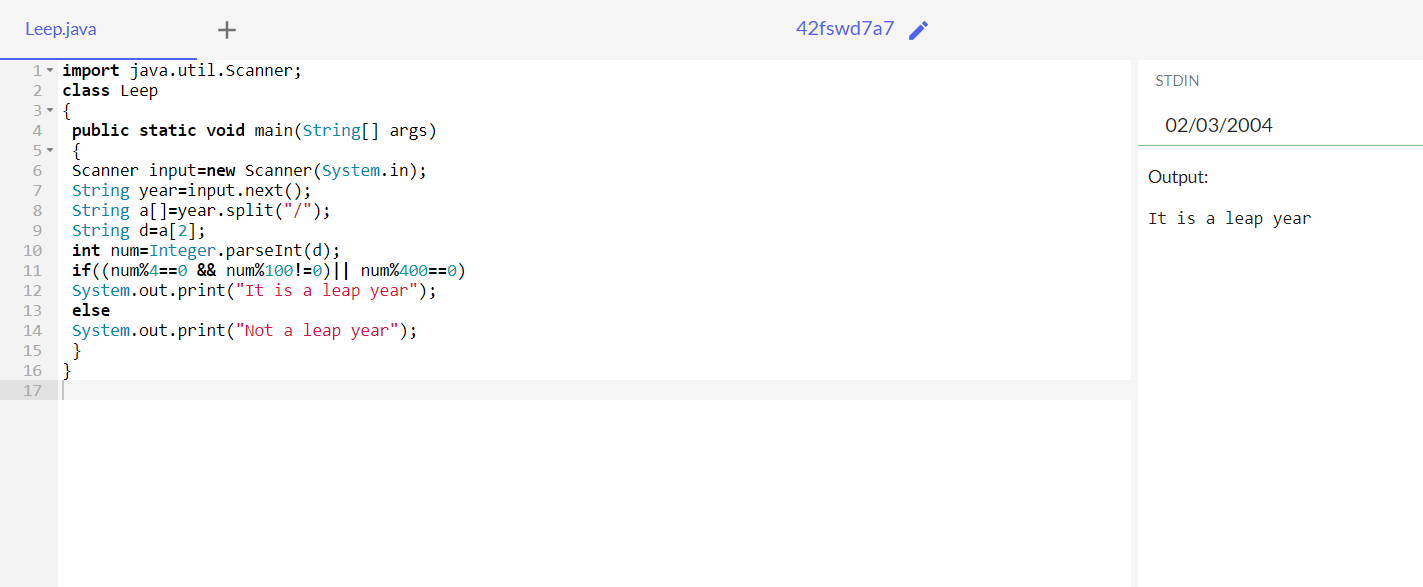 Leep.java + 42fswd7a7
1 import java.util.Scanner;
2 class Leep
3 {
4 public static void main(String[] args)
5 {
6 Scanner input=new Scanner(System.in);
7 String year=input.next();
8 String a[]=year.split("/");
9 String d=a[2];
10 int num=Integer.parseInt(d);
11 if((num%4==0 && num%100!=0)|| num%400==0)
12 System.out.print("It is a leap year");
13 else
14 System.out.print("Not a leap year");
15 }
16 }
17
STDIN
02/03/2004
Output:
It is a leap year